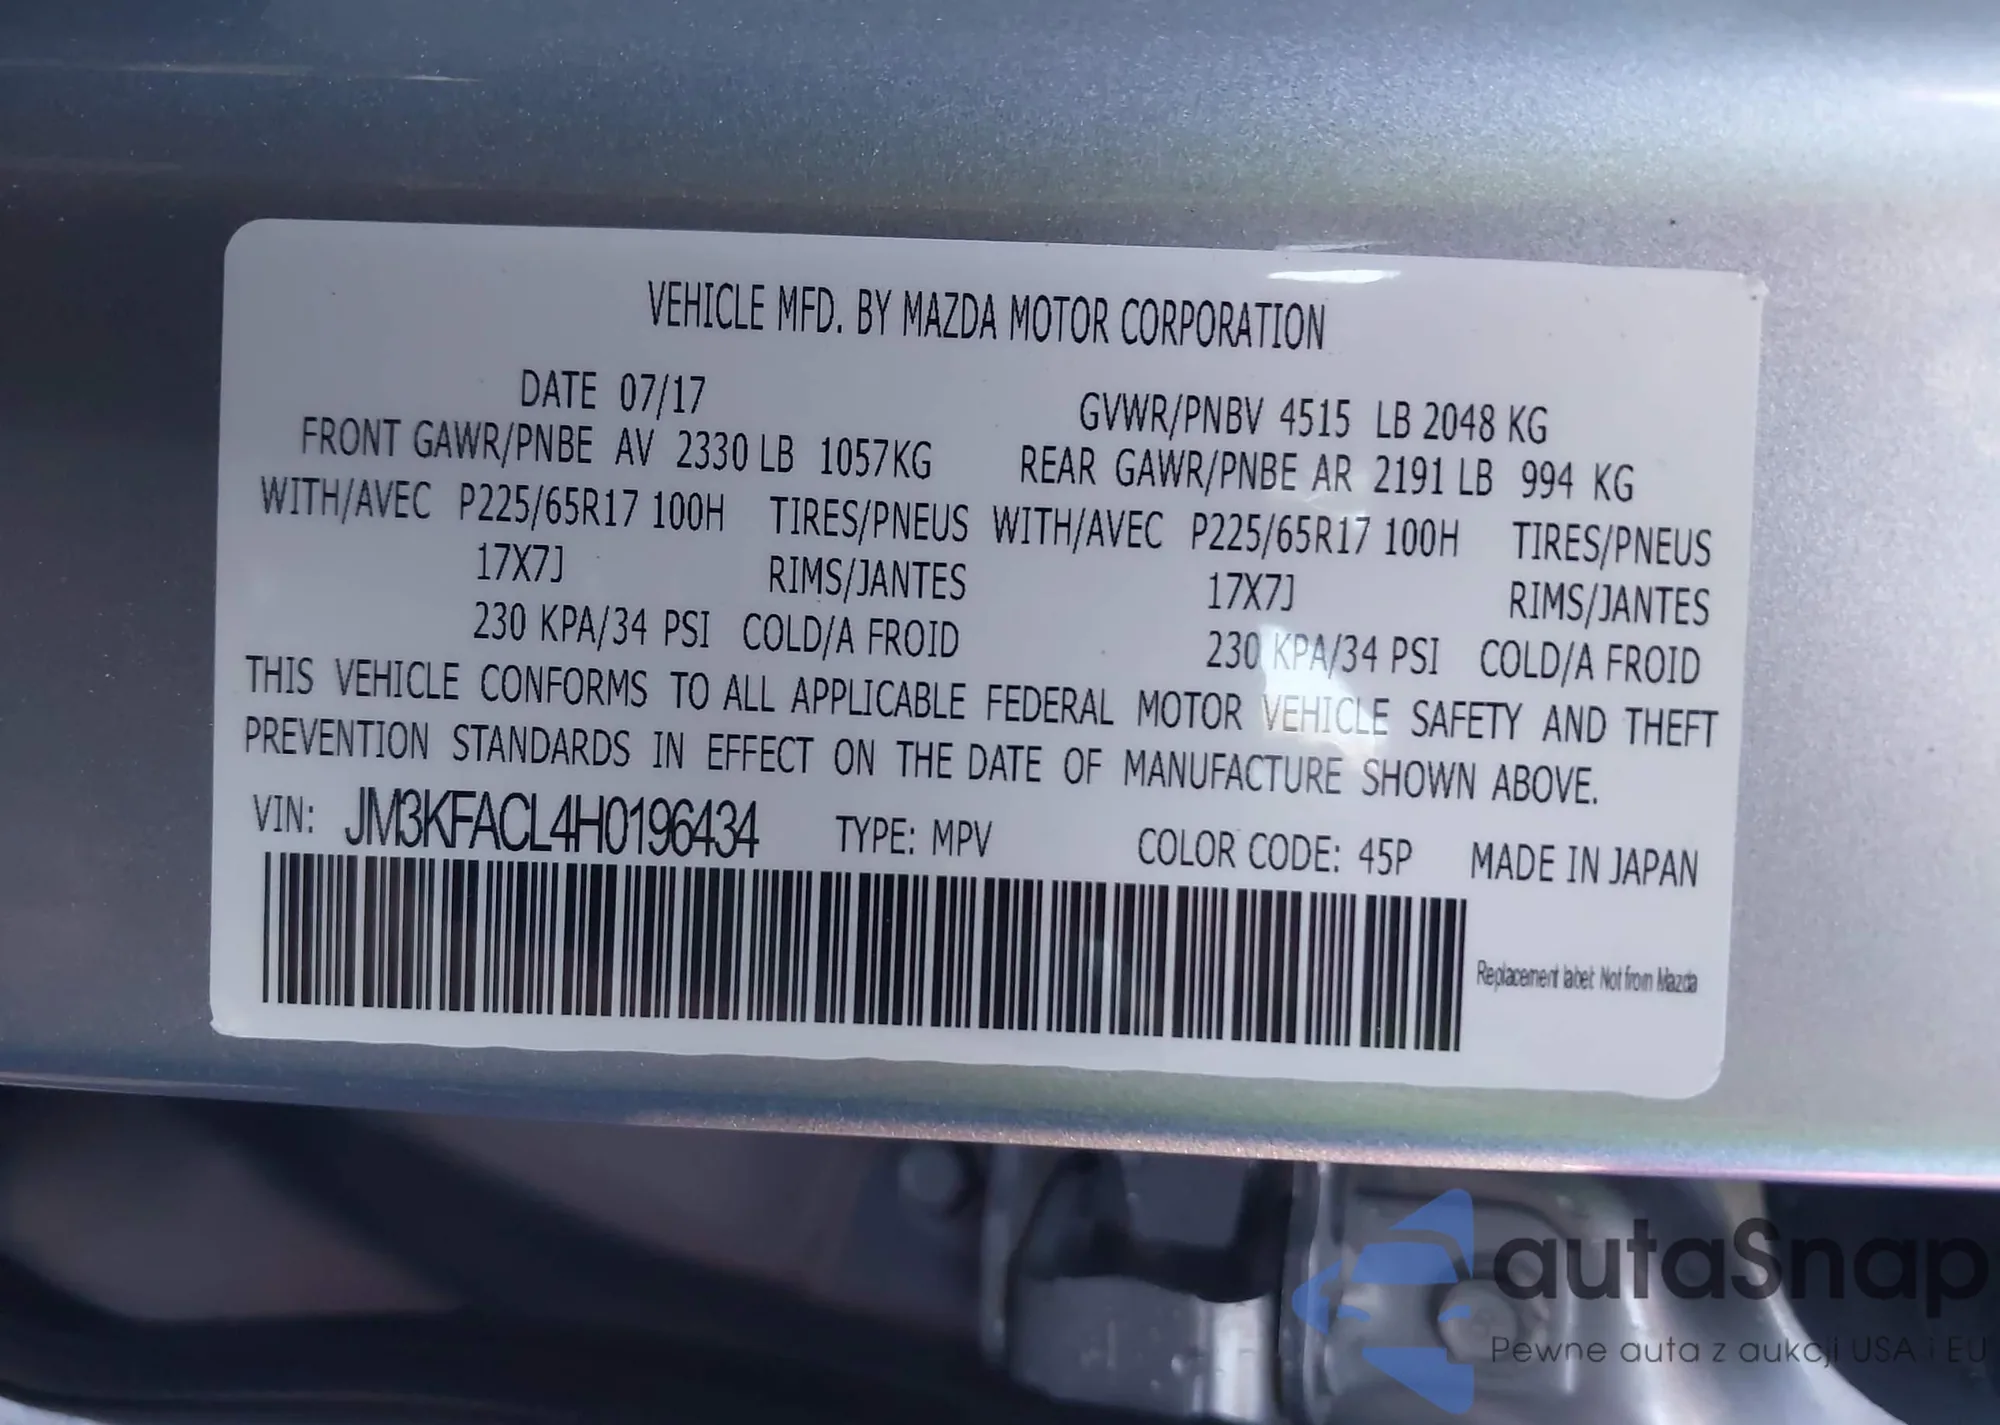 VEHICLE MFD. BY MAZDA MOTOR CORPORATION
DATE 07/17 GVWR/PNBV 4515 LB 2048 KG
FRONT GAWR/PNBE AV 2330 LB 1057KG REAR GAWR/PNBE AR 2191 LB 994 KG
WITH/AVEC P225/65R17 100H TIRES/PNEUS WITH/AVEC P225/65R17 100H TIRES/PNEUS
17X7J RIMS/JANTES 17X7J RIMS/JANTES
230 KPA/34 PSI COLD/A FROID 230 KPA/34 PSI COLD/A FROID
THIS VEHICLE CONFORMS TO ALL APPLICABLE FEDERAL MOTOR VEHICLE SAFETY AND THEFT
PREVENTION STANDARDS IN EFFECT ON THE DATE OF MANUFACTURE SHOWN ABOVE.
VIN: JM3KFACL4H0196434 TYPE: MPV COLOR CODE: 45P MADE IN JAPAN
Replacement label: Not from Mazda
autaSnap
Pewne auta z aukcji USA i EU